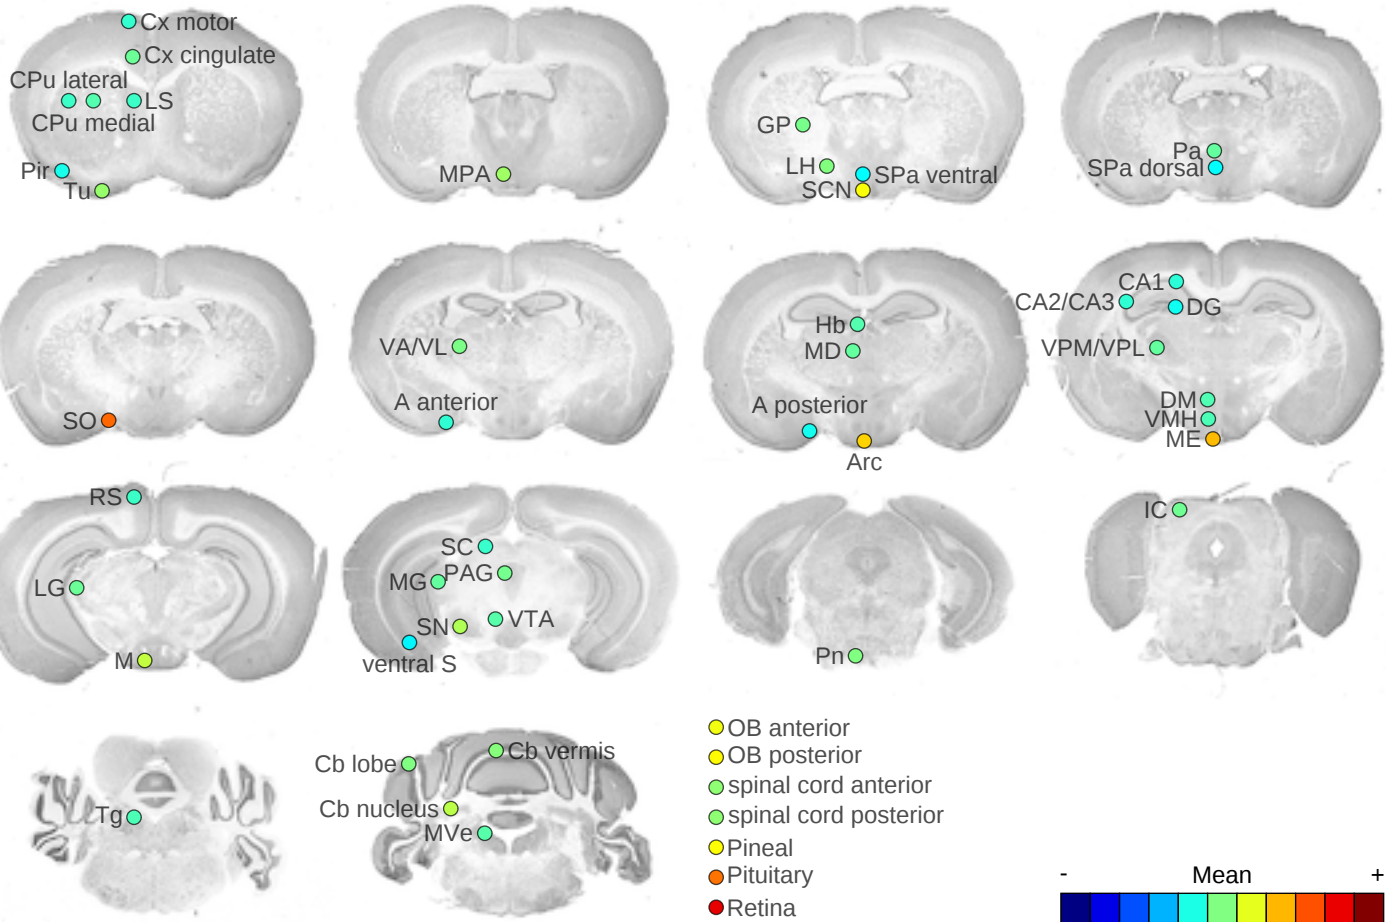 Cx motor
Cx cingulate
CPu lateral
LS
CPu medial
Pir
Tu
MPA
GP
LH
SPa ventral
SCN
Pa
SPa dorsal
SO
VA/VL
A anterior
Hb
MD
A posterior
Arc
CA1
CA2/CA3
DG
VPM/VPL
DM
VMH
ME
RS
LG
M
SC
PAG
MG
VTA
SN
ventral S
Pn
IC
Tg
Cb vermis
Cb lobe
Cb nucleus
MVe
OB anterior
OB posterior
spinal cord anterior
spinal cord posterior
Pineal
Pituitary
Retina
- Mean +